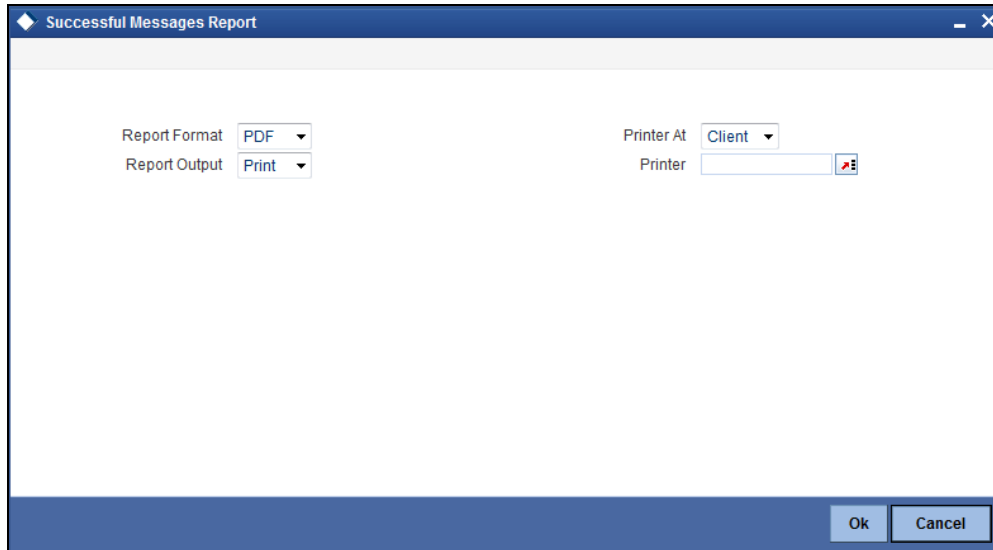 Successful Messages Report
Report Format PDF Printer At Client
Report Output Print Printer
Ok Cancel